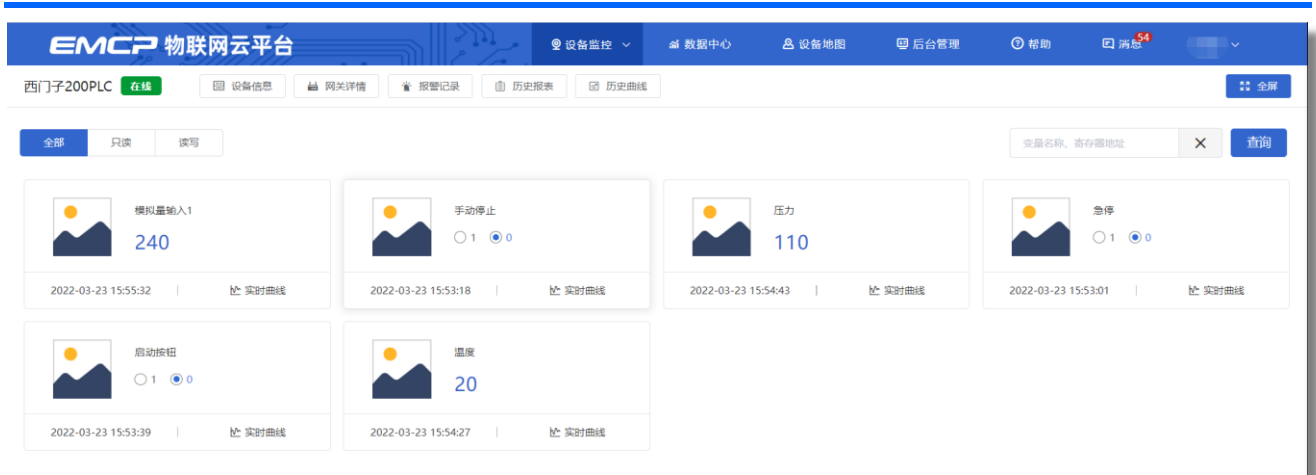 EMCP 物联网云平台 设备监控 数据中心 设备地图 后台管理 帮助 消息 54
西门子200PLC 在线 设备信息 网关详情 报警记录 历史报表 历史曲线 全屏
全部 只读 读写 变量名称、寄存器地址 查询
模拟量输入1 手动停止 压力 急停
240 1 0 110 1 0
2022-03-23 15:55:32 实时曲线 2022-03-23 15:53:18 实时曲线 2022-03-23 15:54:43 实时曲线 2022-03-23 15:53:01 实时曲线
启动按钮 温度
1 0 20
2022-03-23 15:53:39 实时曲线 2022-03-23 15:54:27 实时曲线